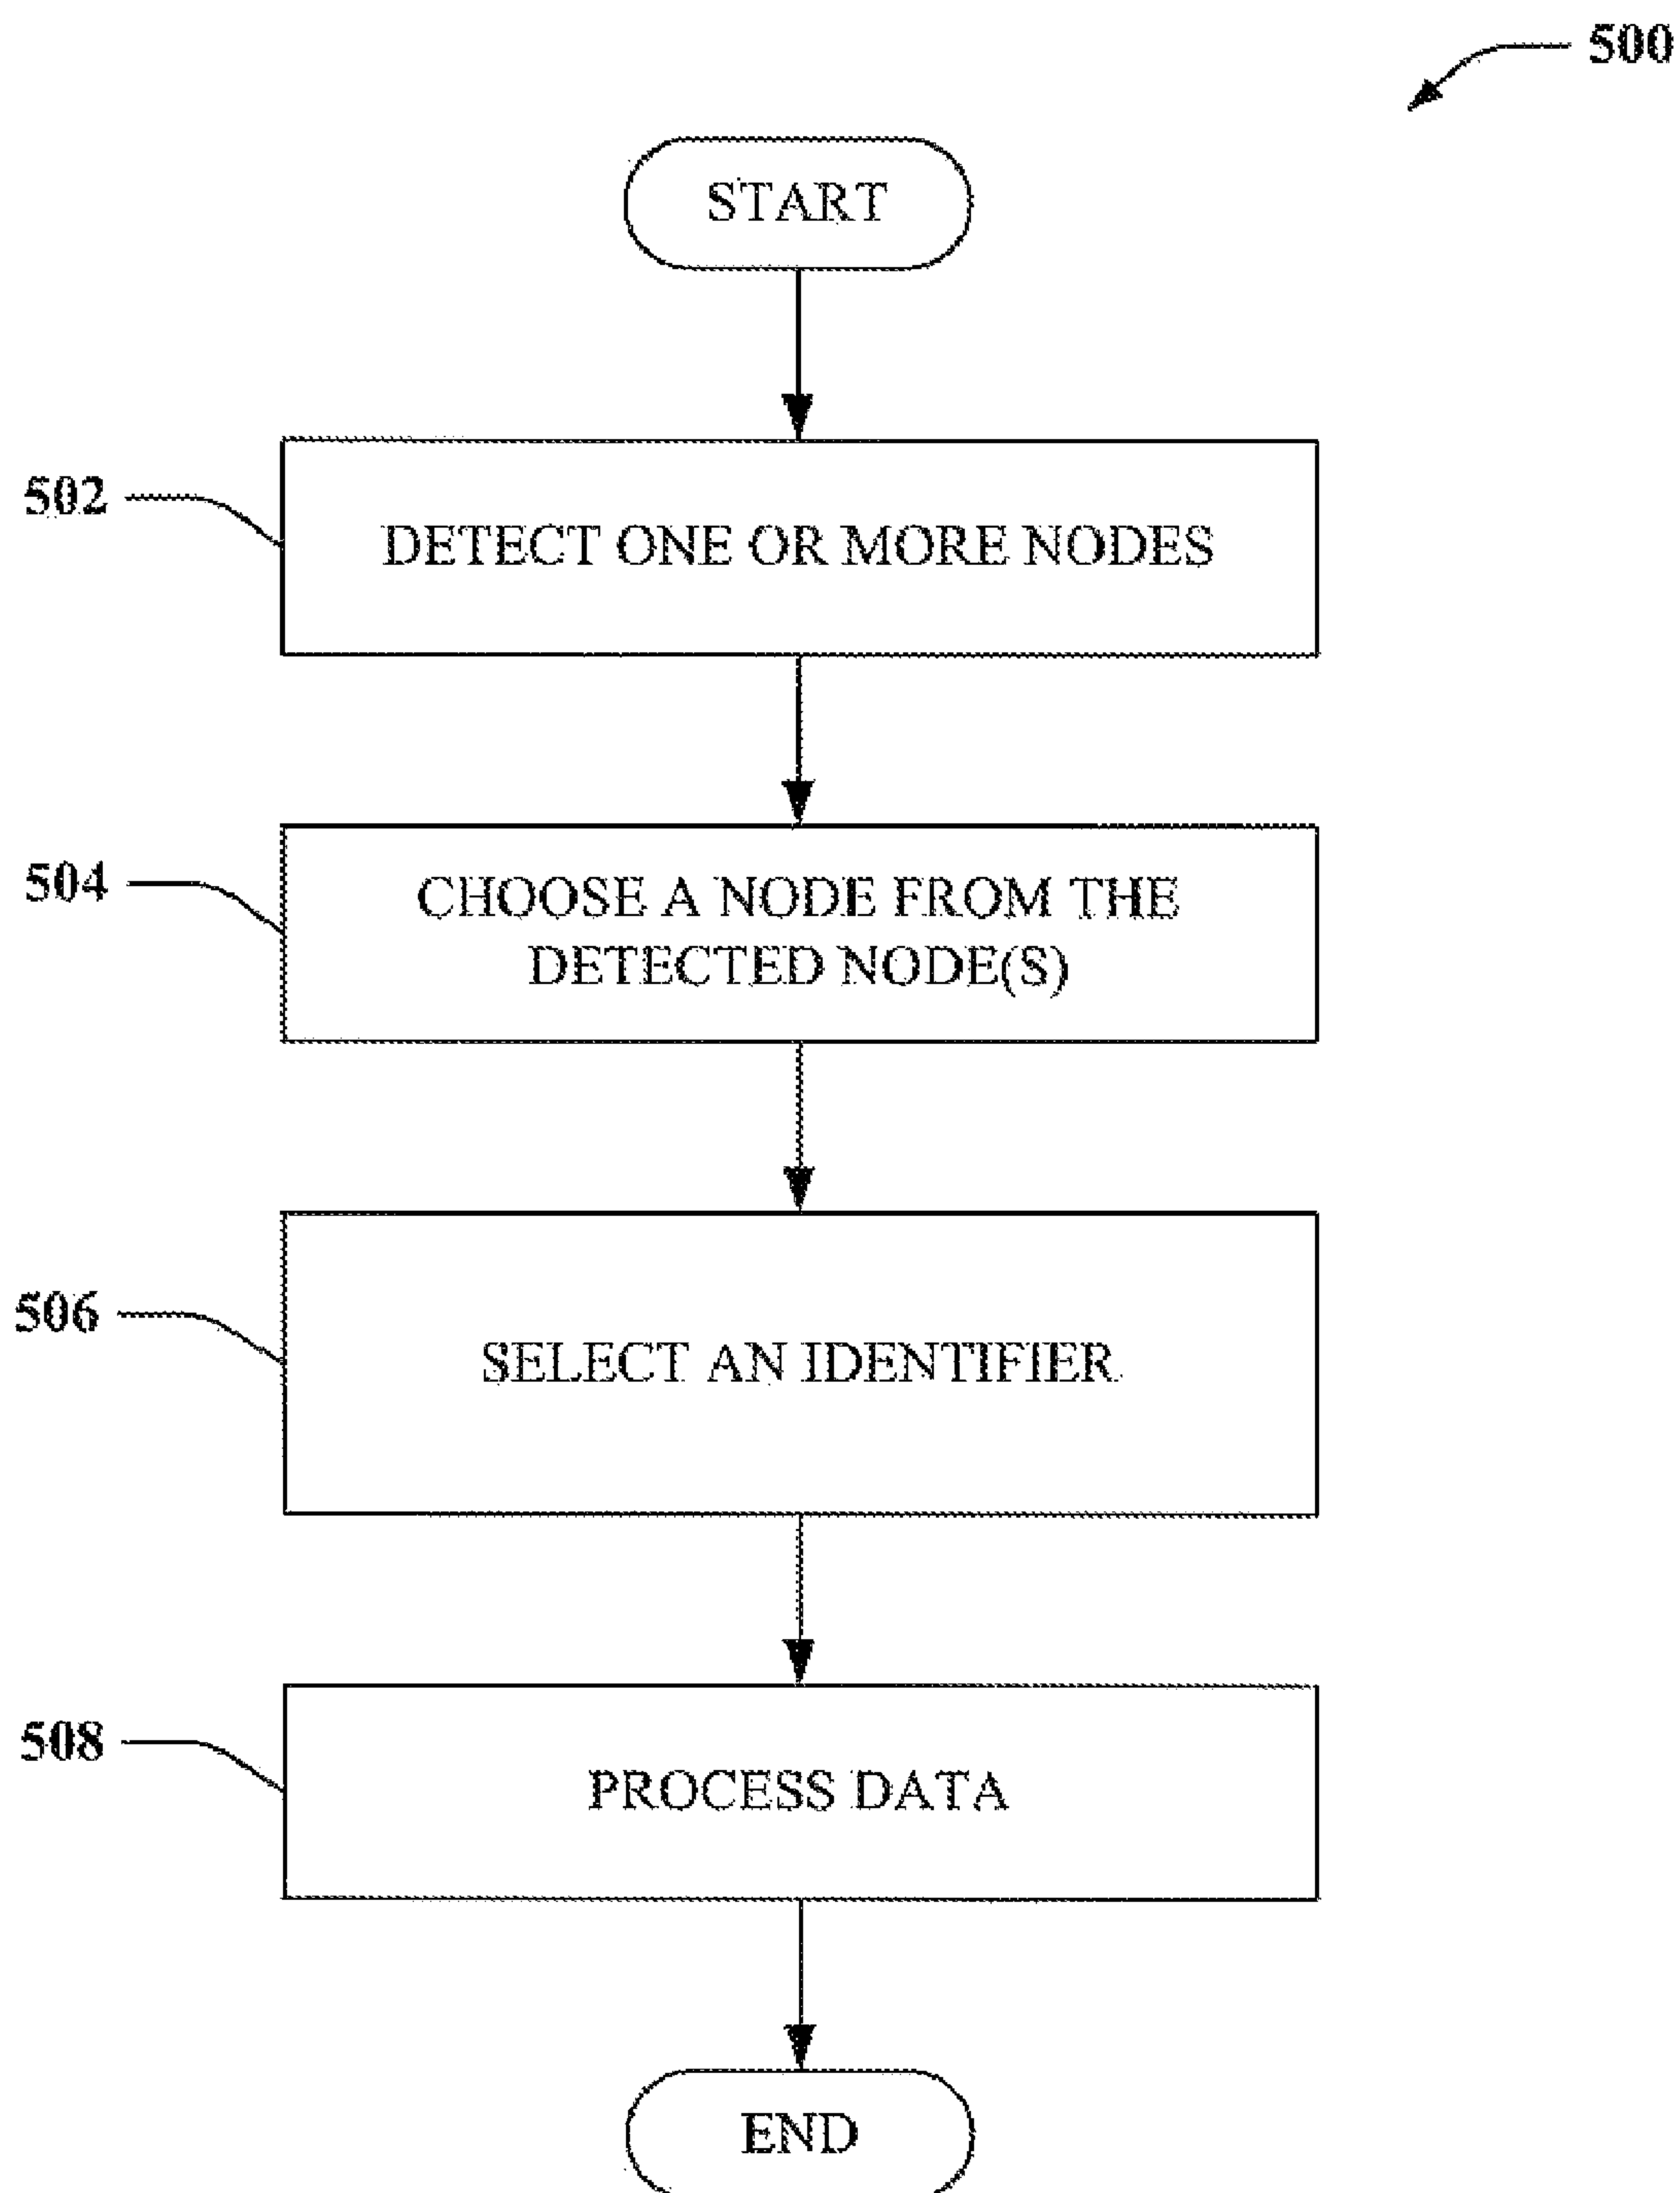 500
START
502
DETECT ONE OR MORE NODES
504
CHOOSE A NODE FROM THE
DETECTED NODE(S)
506
SELECT AN IDENTIFIER
508
PROCESS DATA
END